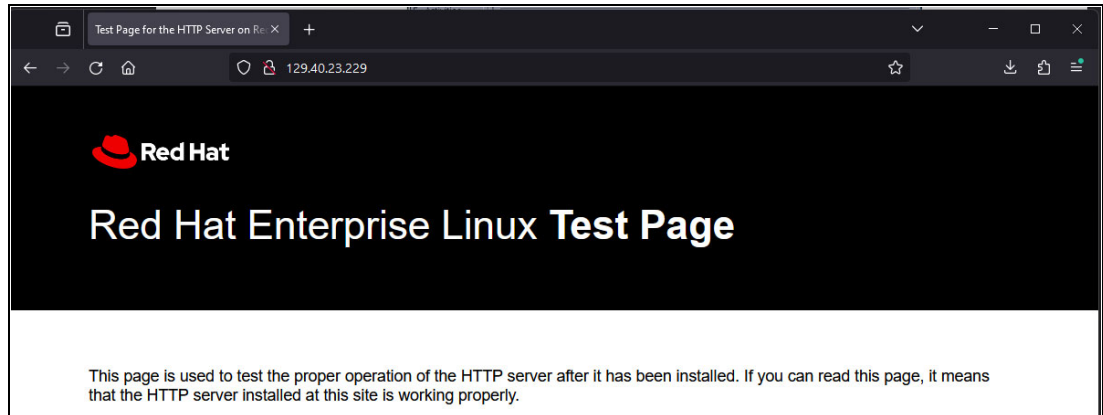 Test Page for the HTTP Server on Re
129.40.23.229
Red Hat
Red Hat Enterprise Linux Test Page
This page is used to test the proper operation of the HTTP server after it has been installed. If you can read this page, it means
that the HTTP server installed at this site is working properly.